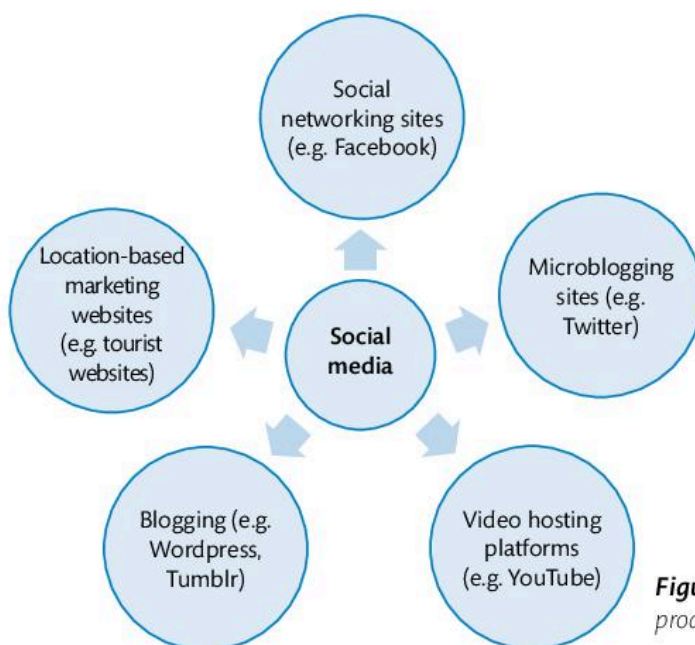 Social
networking sites
(e.g. Facebook)
Location-based
marketing
websites
(e.g. tourist
websites)
Microblogging
sites (e.g.
Twitter)
Social
media
Blogging (e.g.
Wordpress,
Tumblr)
Video hosting
platforms
(e.g. YouTube)